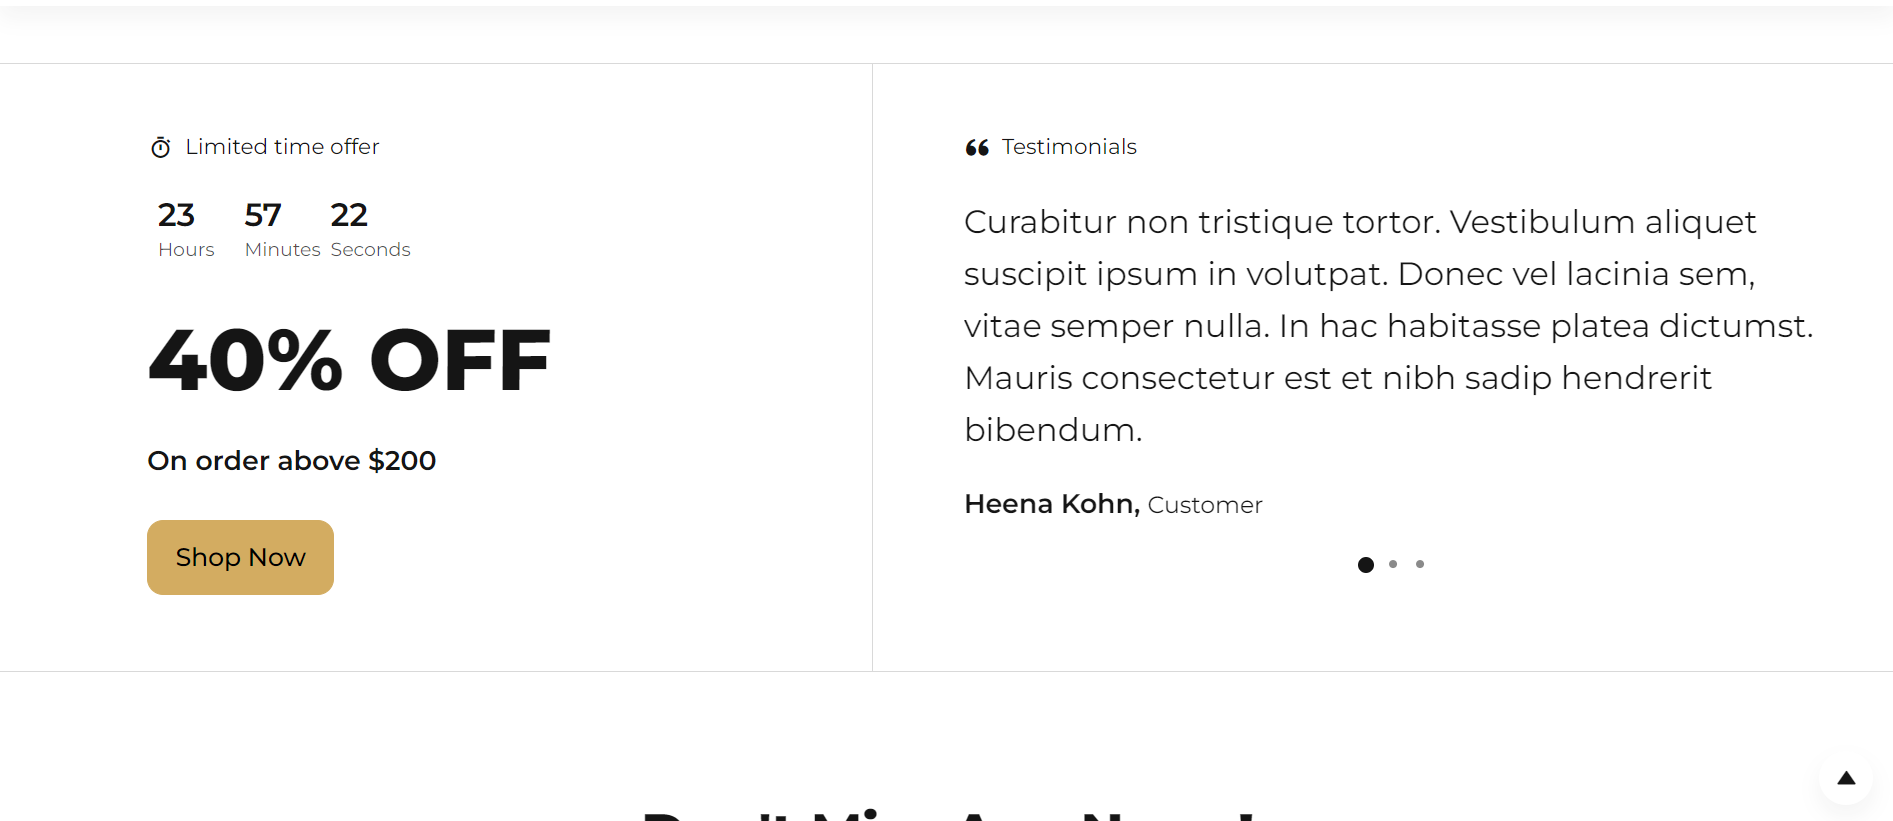 Limited time offer
23 57 22
Hours Minutes Seconds
40% OFF
On order above $200
Shop Now
Testimonials
Curabitur non tristique tortor. Vestibulum aliquet
suscipit ipsum in volutpat. Donec vel lacinia sem,
vitae semper nulla. In hac habitasse platea dictumst.
Mauris consectetur est et nibh sadip hendrerit
bibendum.
Heena Kohn, Customer